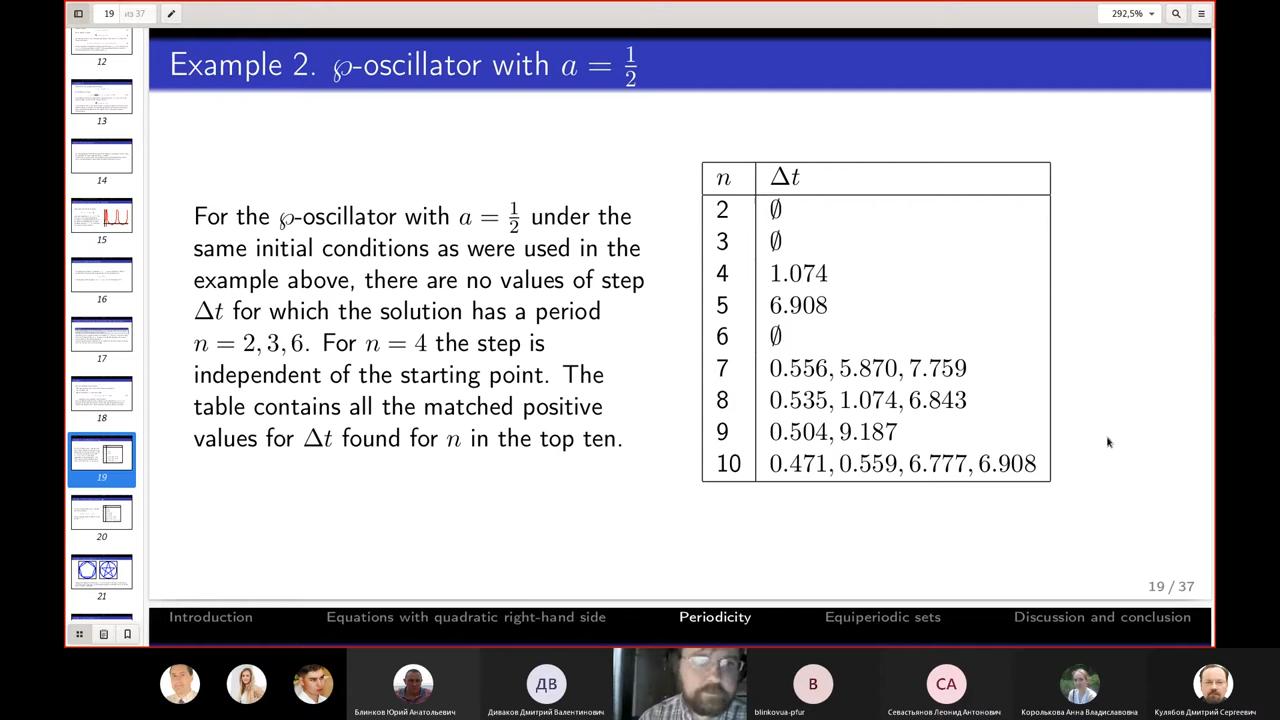 19 из 37
292,5%
12
13
14
15
16
17
18
19
20
21
Example 2. ℘-oscillator with a = 1/2
For the ℘-oscillator with a = 1/2 under the
same initial conditions as were used in the
example above, there are no values of step
Δt for which the solution has a period
n = 2, 3, 6. For n = 4 the step is
independent of the starting point. The
table contains all the matched positive
values for Δt found for n in the top ten.
n Δt
2 ∅
3 ∅
4 1.074
5 6.908
6 ∅
7 0.556, 5.870, 7.759
8 0.535, 1.074, 6.843
9 0.504, 9.187
10 0.471, 0.559, 6.777, 6.908
19 / 37
Introduction Equations with quadratic right-hand side Periodicity Equiperiodic sets Discussion and conclusion
ДВ В СА
Блинков Юрий Анатольевич Диваков Дмитрий Валентинович blinkovua-pfur Севастьянов Леонид Антонович Королькова Анна Владиславовна Кулябов Дмитрий Сергеевич